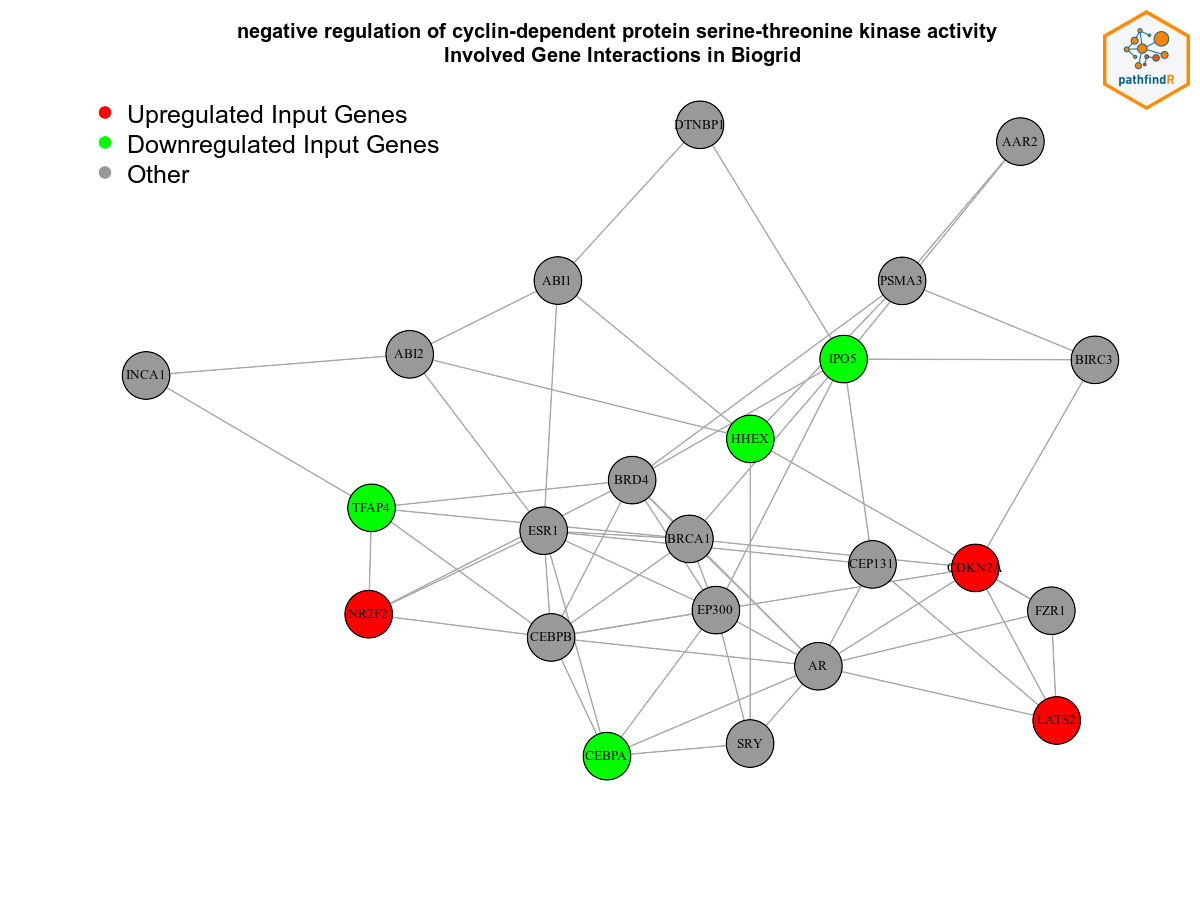 negative regulation of cyclin-dependent protein serine-threonine kinase activity
Involved Gene Interactions in Biogrid
pathfindR
Upregulated Input Genes
Downregulated Input Genes
Other
DTNBP1
AAR2
ABI1
PSMA3
ABI2
IPO5
BIRC3
INCA1
HHEX
BRD4
TFAP4
ESR1
BRCA1
CEP131
CDKN2A
NR2F2
EP300
FZR1
CEBPB
AR
LATS2
SRY
CEBPA